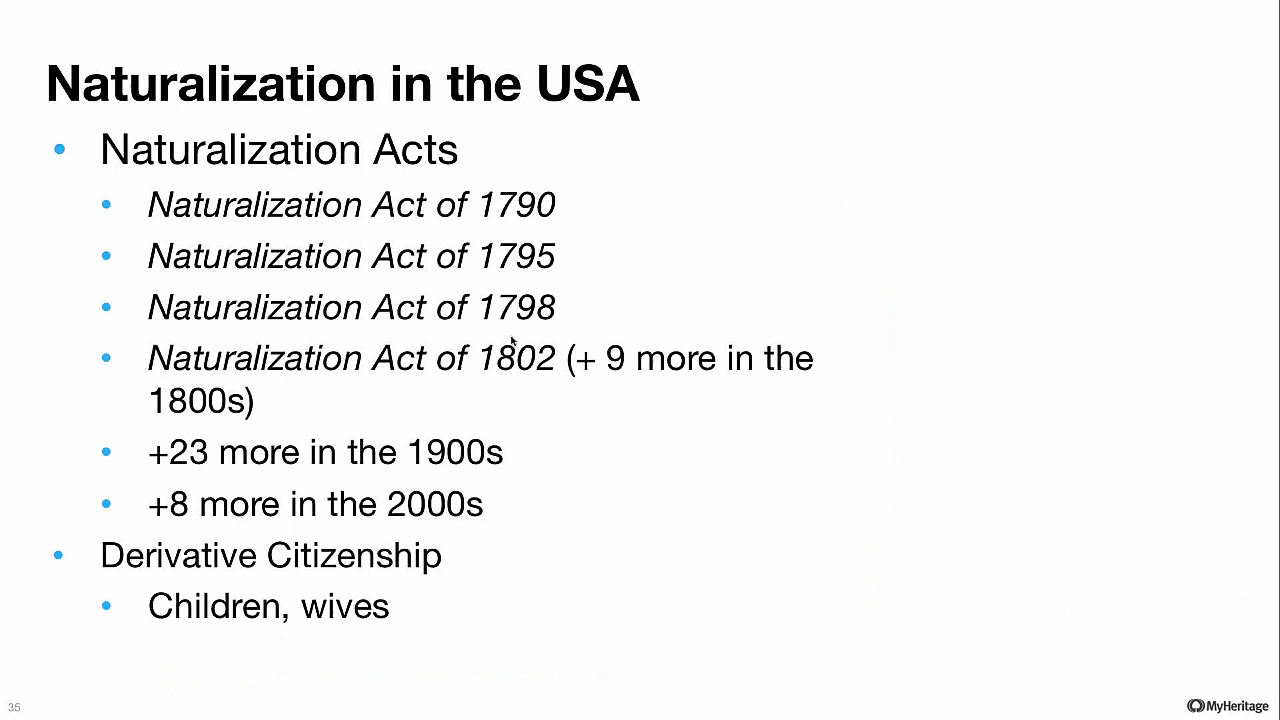 Naturalization in the USA
• Naturalization Acts
• Naturalization Act of 1790
• Naturalization Act of 1795
• Naturalization Act of 1798
• Naturalization Act of 1802 (+ 9 more in the
1800s)
• +23 more in the 1900s
• +8 more in the 2000s
• Derivative Citizenship
• Children, wives
36
MyHeritage